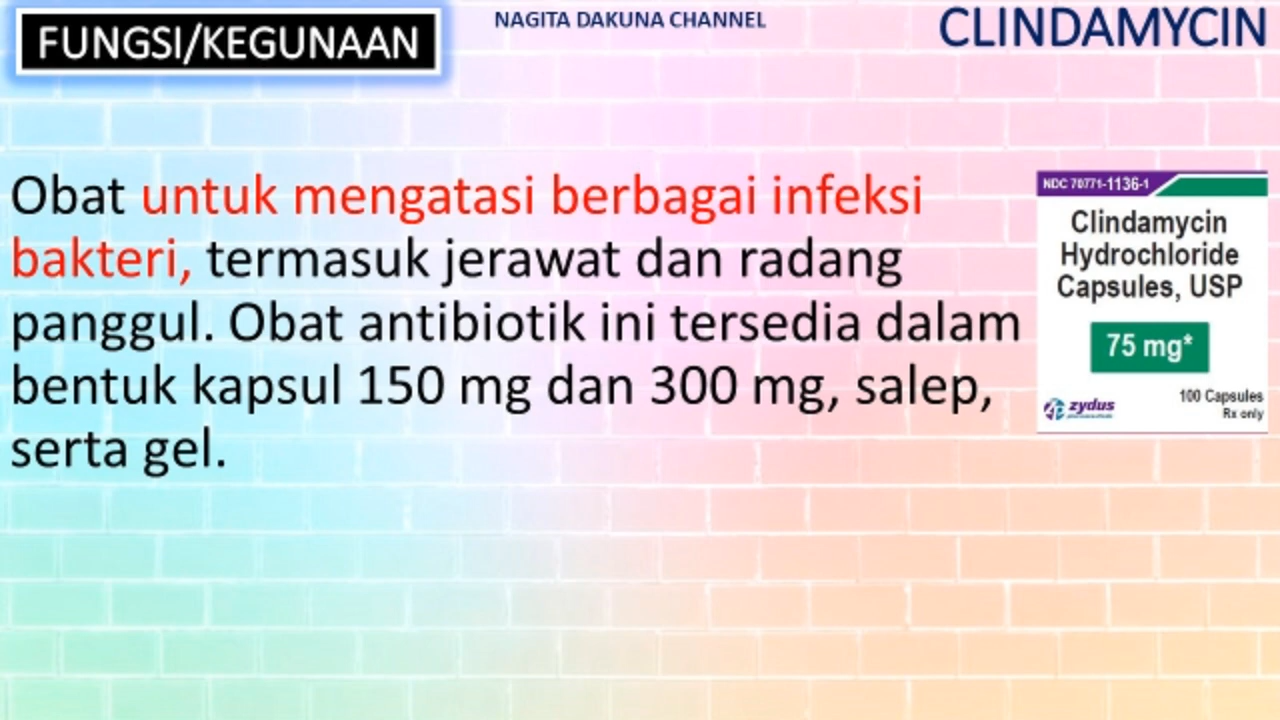 FUNGSI/KEGUNAAN
NAGITA DAKUNA CHANNEL
CLINDAMYCIN
Obat untuk mengatasi berbagai infeksi
bakteri, termasuk jerawat dan radang
panggul. Obat antibiotik ini tersedia dalam
bentuk kapsul 150 mg dan 300 mg, salep,
serta gel.
NDC 70771-1136-1
Clindamycin
Hydrochloride
Capsules, USP
75 mg*
100 Capsules
Rx only
zydus